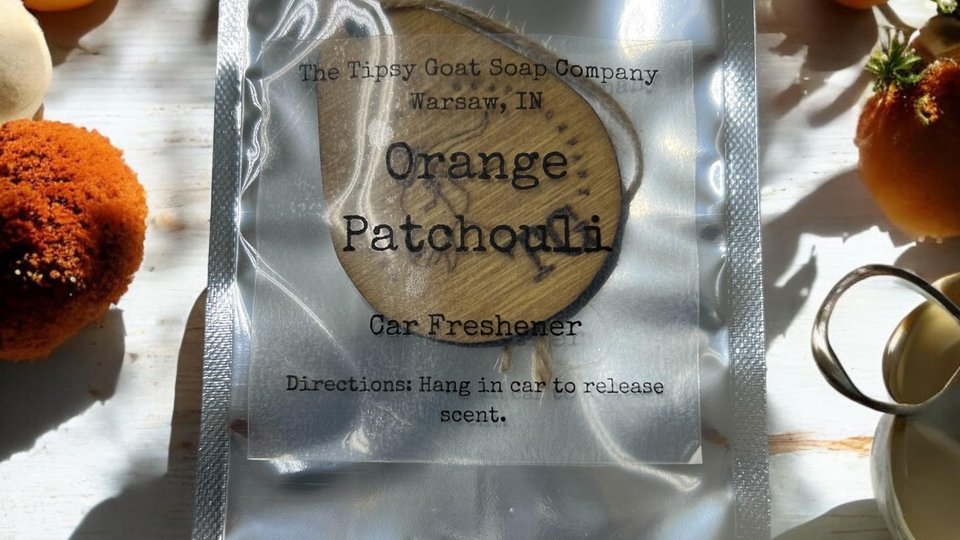 The Tipsy Goat Soap Company
Warsaw, IN
Orange
Patchouli
Car Freshener
Directions: Hang in car to release
scent.